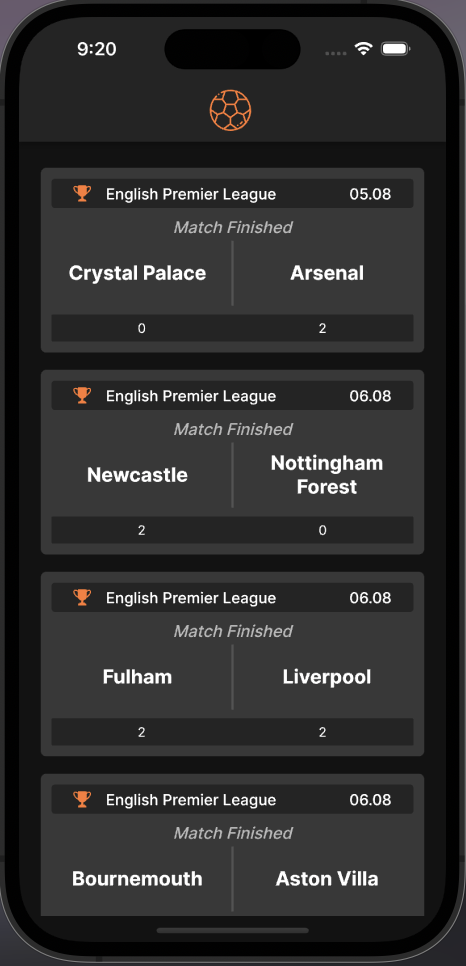 9:20
English Premier League 05.08
Match Finished
Crystal Palace Arsenal
0 2
English Premier League 06.08
Match Finished
Newcastle Nottingham
Forest
2 0
English Premier League 06.08
Match Finished
Fulham Liverpool
2 2
English Premier League 06.08
Match Finished
Bournemouth Aston Villa